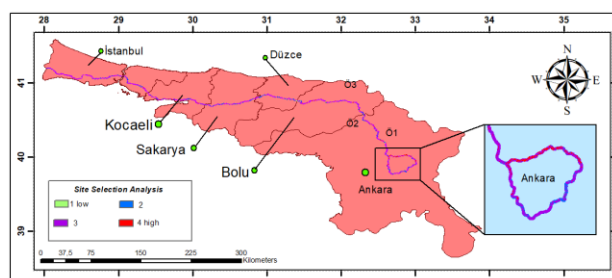 28 29 30 31 32 33 34 35
41
40
39
İstanbul
Düzce
Kocaeli
Sakarya
Bolu
Ö3
Ö2
Ö1
Ankara
Ankara
N
W E
S
Site Selection Analysis
1 low 2
3 4 high
0 37,5 75 150 225 300
Kilometers